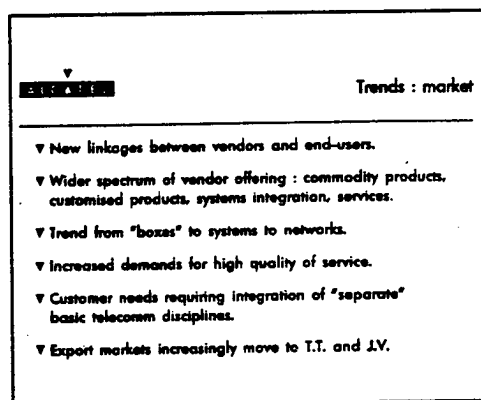 Trends : market
▼ New linkages between vendors and end-users.
▼ Wider spectrum of vendor offering : commodity products,
customised products, systems integration, services.
▼ Trend from "boxes" to systems to networks.
▼ Increased demands for high quality of service.
▼ Customer needs requiring integration of "separate"
basic telecomm disciplines.
▼ Export markets increasingly move to T.T. and J.V.